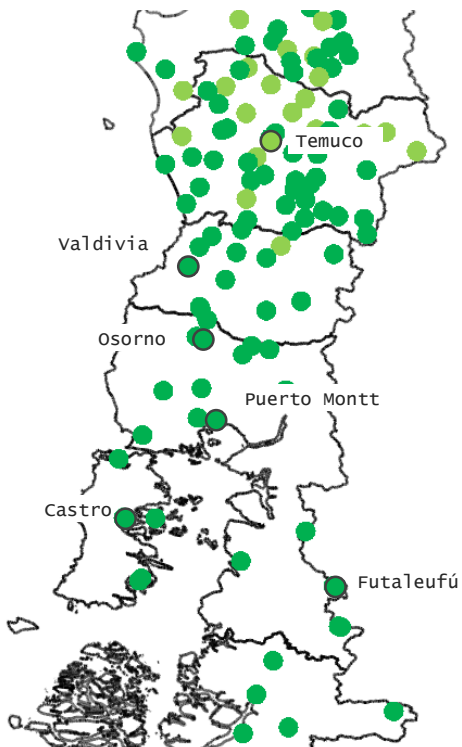 Temuco
Valdivia
Osorno
Puerto Montt
Castro
Futaleufú